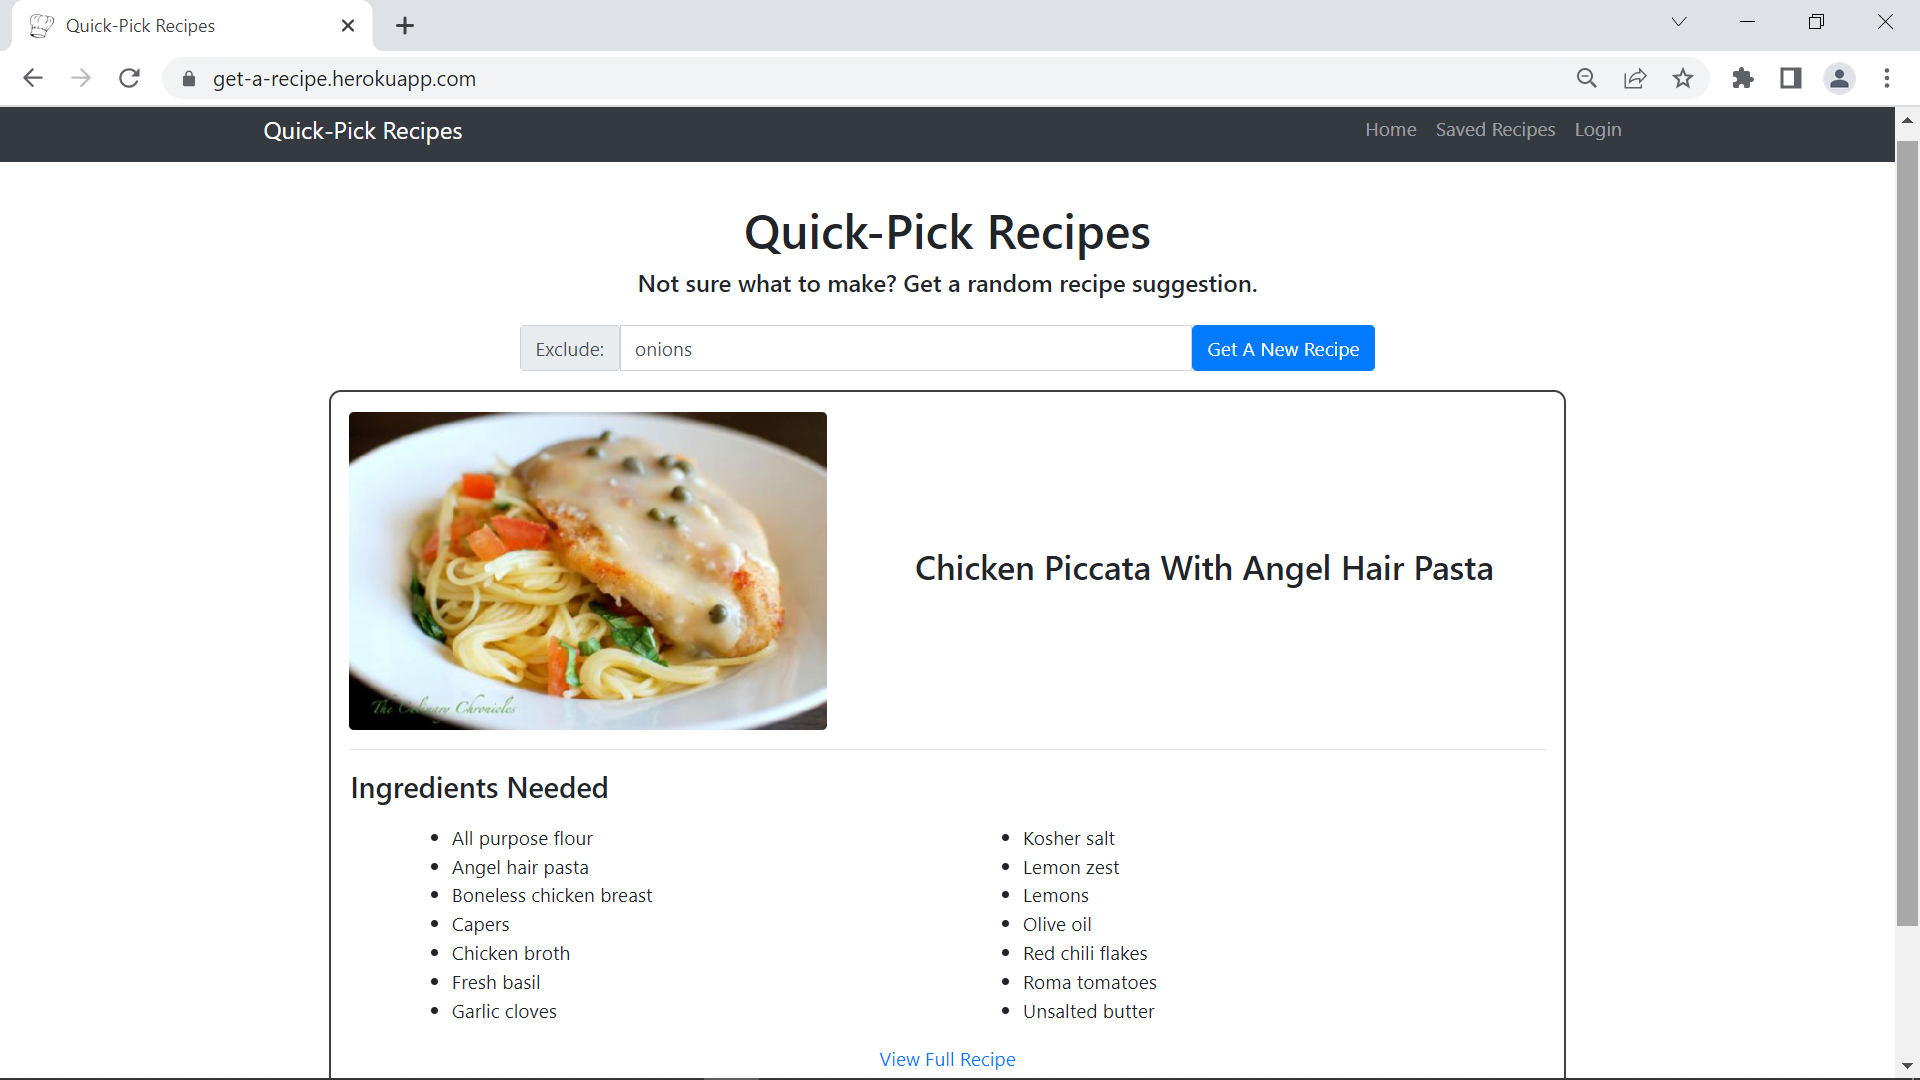 Quick-Pick Recipes
get-a-recipe.herokuapp.com
Quick-Pick Recipes
Home
Saved Recipes
Login
Quick-Pick Recipes
Not sure what to make? Get a random recipe suggestion.
Exclude: onions Get A New Recipe
The Culinary Chronicles
Chicken Piccata With Angel Hair Pasta
Ingredients Needed
All purpose flour
Angel hair pasta
Boneless chicken breast
Capers
Chicken broth
Fresh basil
Garlic cloves
Kosher salt
Lemon zest
Lemons
Olive oil
Red chili flakes
Roma tomatoes
Unsalted butter
View Full Recipe